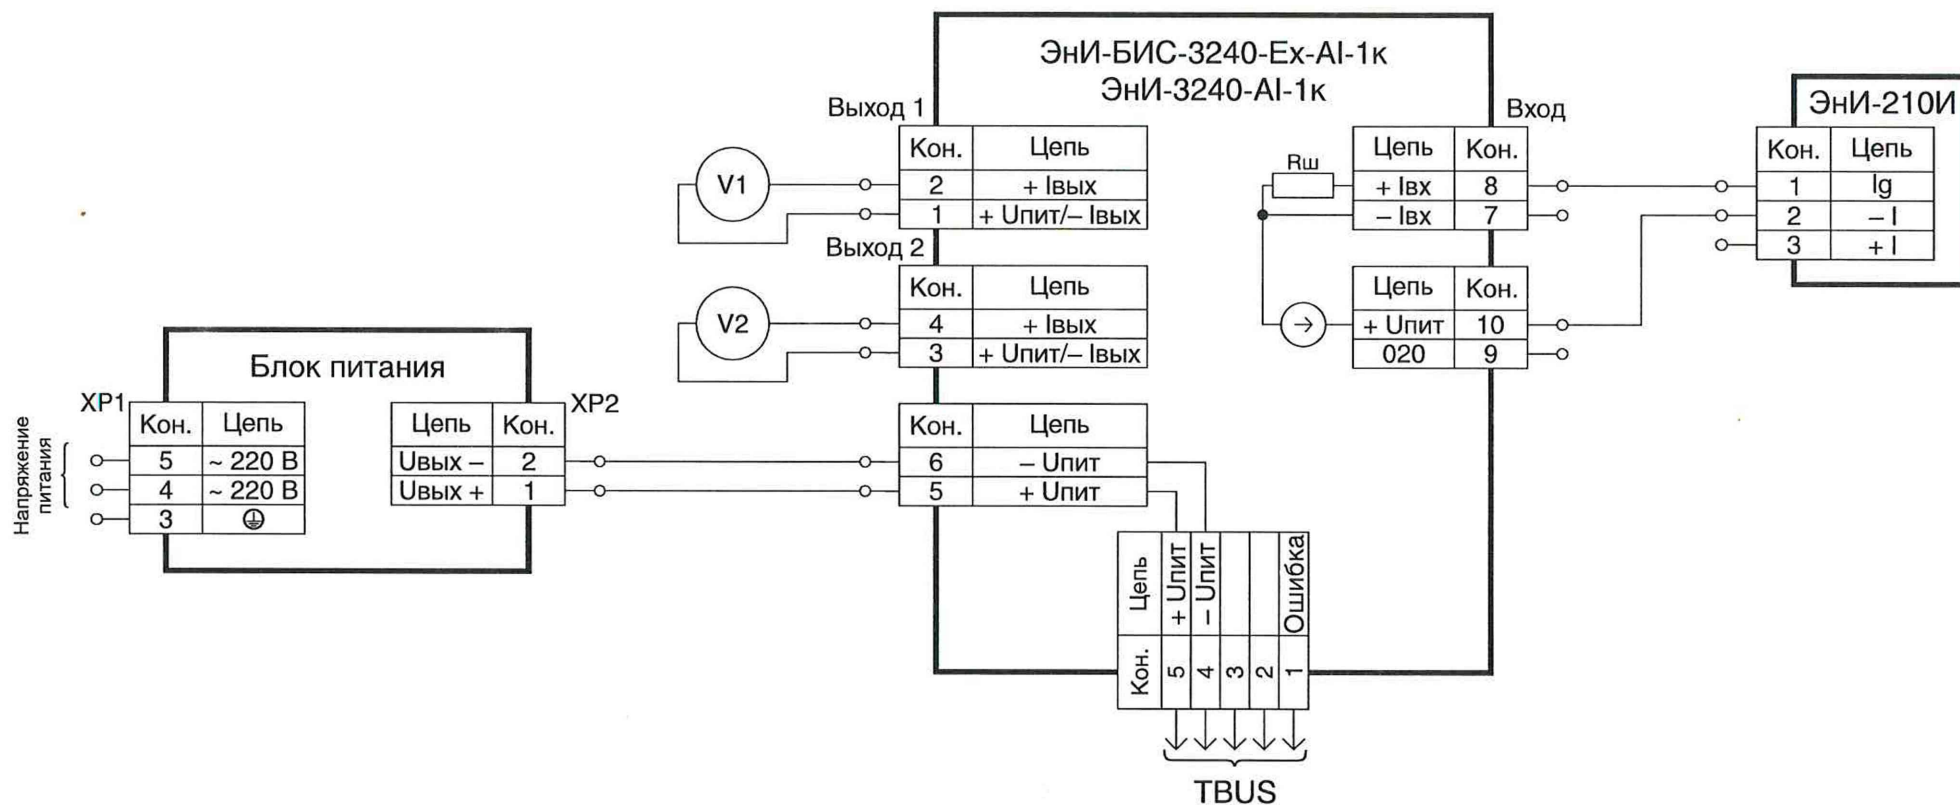 ЭнИ-БИС-3240-Ex-AI-1к
ЭнИ-3240-AI-1к
Выход 1
Кон. Цепь
2 + Iвых
1 + Uпит/– Iвых
V1
Выход 2
Кон. Цепь
4 + Iвых
3 + Uпит/– Iвых
V2
Кон. Цепь
6 – Uпит
5 + Uпит
Вход
Rш
Цепь Кон.
+ Iвх 8
– Iвх 7
Цепь Кон.
+ Uпит 10
020 9
ЭнИ-210И
Кон. Цепь
1 Ig
2 – I
3 + I
Блок питания
XP1
Кон. Цепь
5 ~ 220 В
4 ~ 220 В
3
Напряжение
питания
XP2
Цепь Кон.
Uвых – 2
Uвых + 1
Цепь + Uпит – Uпит Ошибка
Кон. 5 4 3 2 1
TBUS